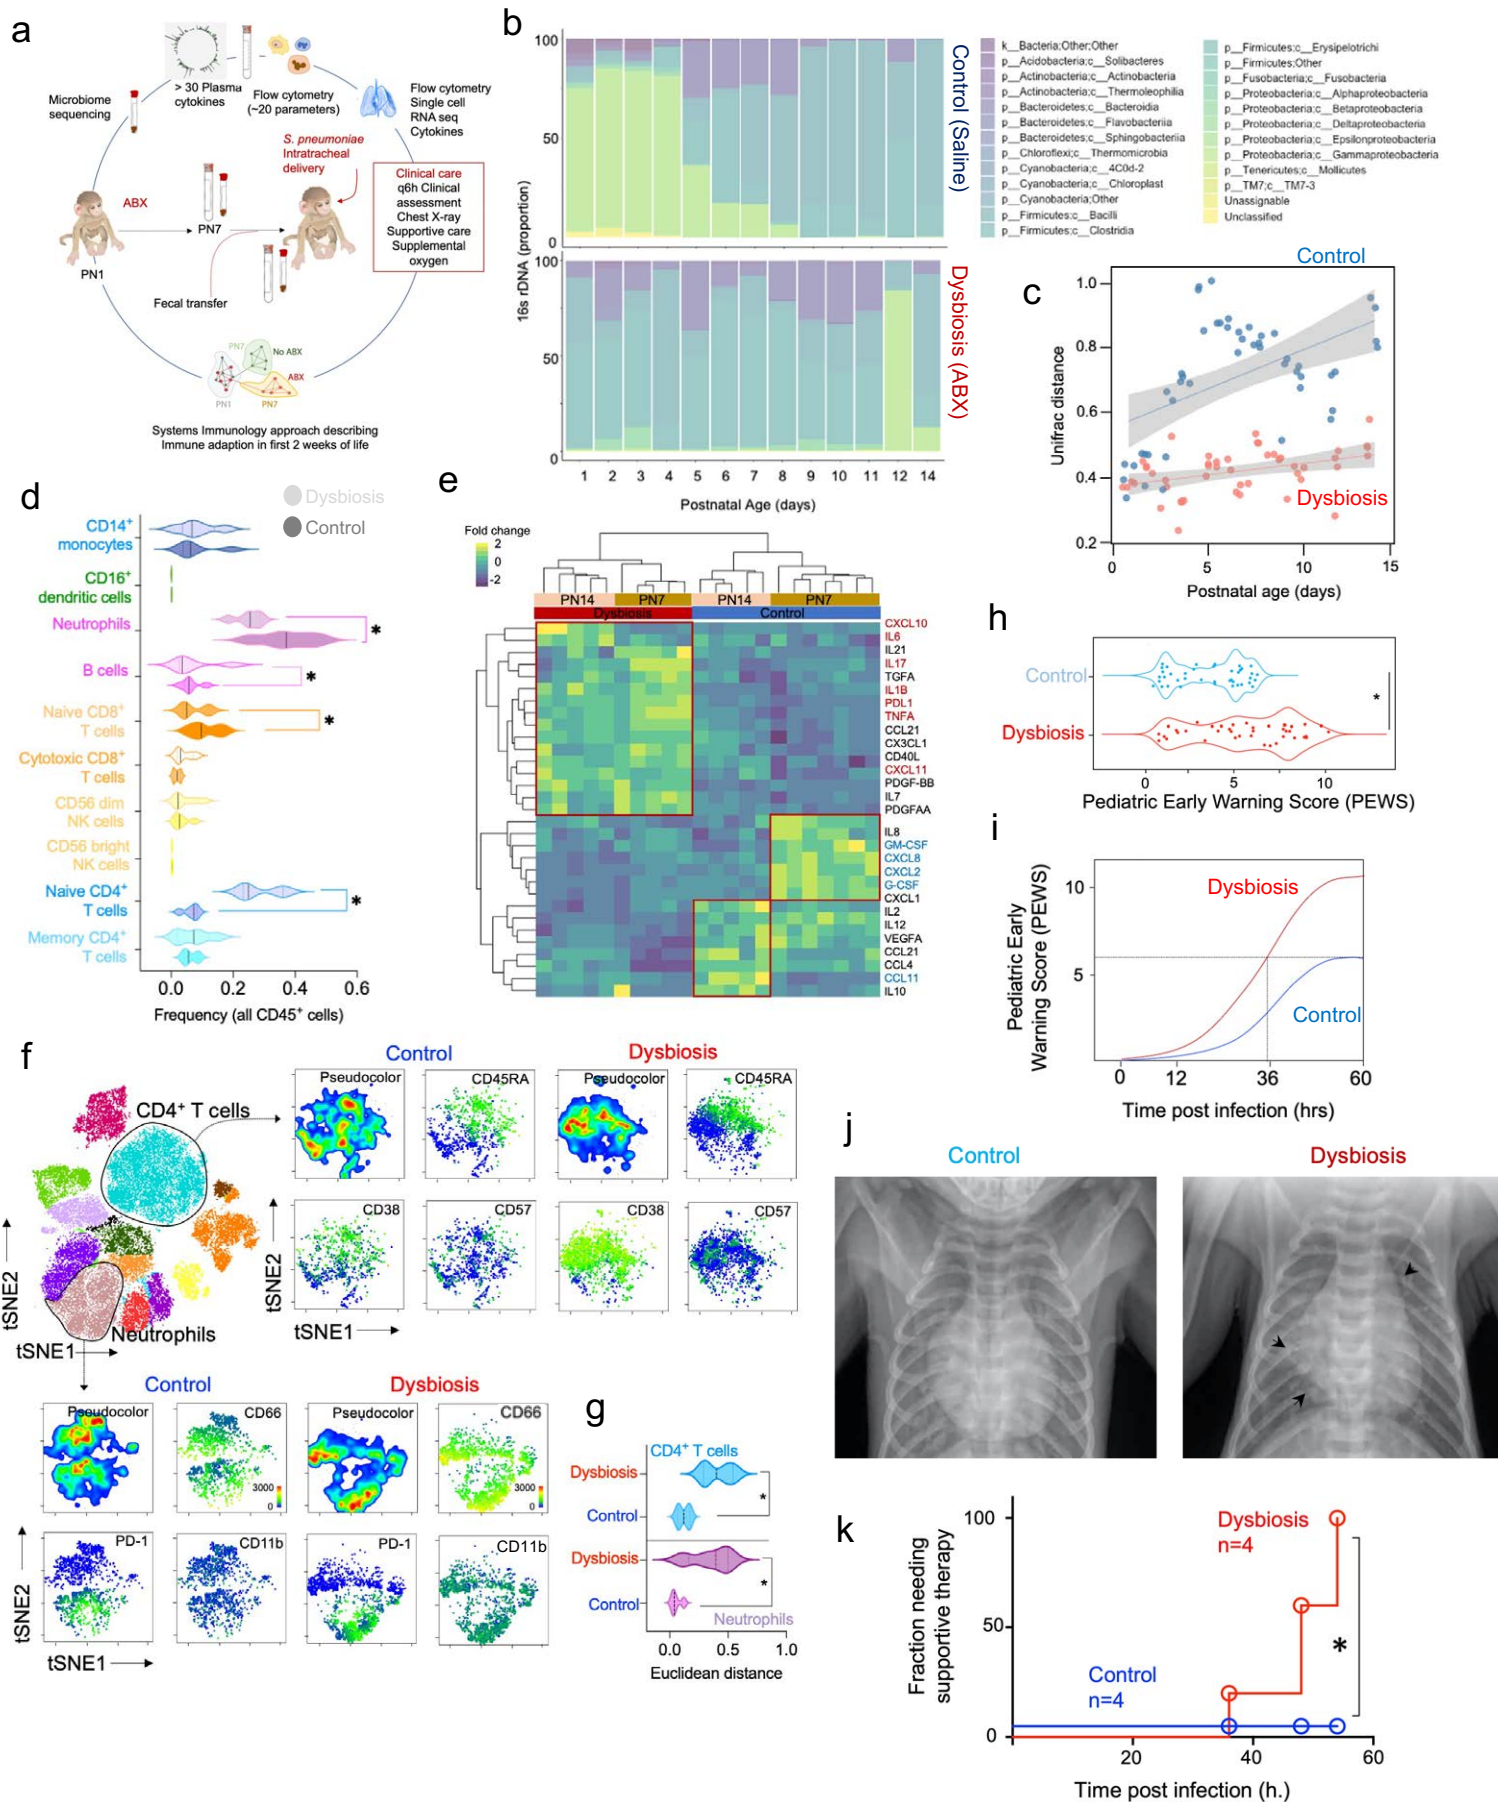 a
Microbiome
sequencing
> 30 Plasma
cytokines
Flow cytometry
(~20 parameters)
Flow cytometry
Single cell
RNA seq
Cytokines
S. pneumoniae
Intratracheal
delivery
ABX
PN7
PN1
Fecal transfer
Clinical care
q6h Clinical
assessment
Chest X-ray
Supportive care
Supplemental
oxygen
PN7
No ABX
ABX
PN1
PN7
Systems Immunology approach describing
Immune adaption in first 2 weeks of life
b
16s rDNA (proportion)
100
50
0
100
50
0
Control (Saline)
Dysbiosis (ABX)
1 2 3 4 5 6 7 8 9 10 11 12 14
Postnatal Age (days)
k__Bacteria;Other;Other
p__Acidobacteria;c__Solibacteres
p__Actinobacteria;c__Actinobacteria
p__Actinobacteria;c__Thermoleophilia
p__Bacteroidetes;c__Bacteroidia
p__Bacteroidetes;c__Flavobacteriia
p__Bacteroidetes;c__Sphingobacteriia
p__Chloroflexi;c__Thermomicrobia
p__Cyanobacteria;c__4C0d-2
p__Cyanobacteria;c__Chloroplast
p__Cyanobacteria;Other
p__Firmicutes;c__Bacilli
p__Firmicutes;c__Clostridia
p__Firmicutes;c__Erysipelotrichi
p__Firmicutes;Other
p__Fusobacteria;c__Fusobacteria
p__Proteobacteria;c__Alphaproteobacteria
p__Proteobacteria;c__Betaproteobacteria
p__Proteobacteria;c__Deltaproteobacteria
p__Proteobacteria;c__Epsilonproteobacteria
p__Proteobacteria;c__Gammaproteobacteria
p__Tenericutes;c__Mollicutes
p__TM7;c__TM7-3
Unassignable
Unclassified
c
Control
Dysbiosis
Unifrac distance
1.0
0.8
0.6
0.4
0.2
0 5 10 15
Postnatal age (days)
d
Dysbiosis
Control
CD14+
monocytes
CD16+
dendritic cells
Neutrophils
*
B cells
*
Naive CD8+
T cells
*
Cytotoxic CD8+
T cells
CD56 dim
NK cells
CD56 bright
NK cells
Naive CD4+
T cells
*
Memory CD4+
T cells
0.0 0.2 0.4 0.6
Frequency (all CD45+ cells)
e
Fold change
2
0
-2
PN14 PN7 PN14 PN7
Dysbiosis Control
CXCL10
IL6
IL21
IL17
TGFA
IL1B
PDL1
TNFA
CCL21
CX3CL1
CD40L
CXCL11
PDGF-BB
IL7
PDGFAA
IL8
GM-CSF
CXCL8
CXCL2
G-CSF
CXCL1
IL2
IL12
VEGFA
CCL21
CCL4
CCL11
IL10
h
Control
Dysbiosis
*
0 5 10
Pediatric Early Warning Score (PEWS)
i
Pediatric Early
Warning Score (PEWS)
10
5
Dysbiosis
Control
0 12 36 60
Time post infection (hrs)
f
CD4+ T cells
Neutrophils
tSNE2
tSNE1
Control
Dysbiosis
Pseudocolor
CD45RA
Pseudocolor
CD45RA
CD38
CD57
CD38
CD57
tSNE2
tSNE1
Control
Dysbiosis
Pseudocolor
CD66
3000
0
Pseudocolor
CD66
3000
0
PD-1
CD11b
PD-1
CD11b
tSNE2
tSNE1
g
CD4+ T cells
Dysbiosis
Control
*
Dysbiosis
Control
*
Neutrophils
0.0 0.5 1.0
Euclidean distance
j
Control
Dysbiosis
k
Fraction needing
supportive therapy
100
50
0
Dysbiosis
n=4
Control
n=4
*
20 40 60
Time post infection (h.)